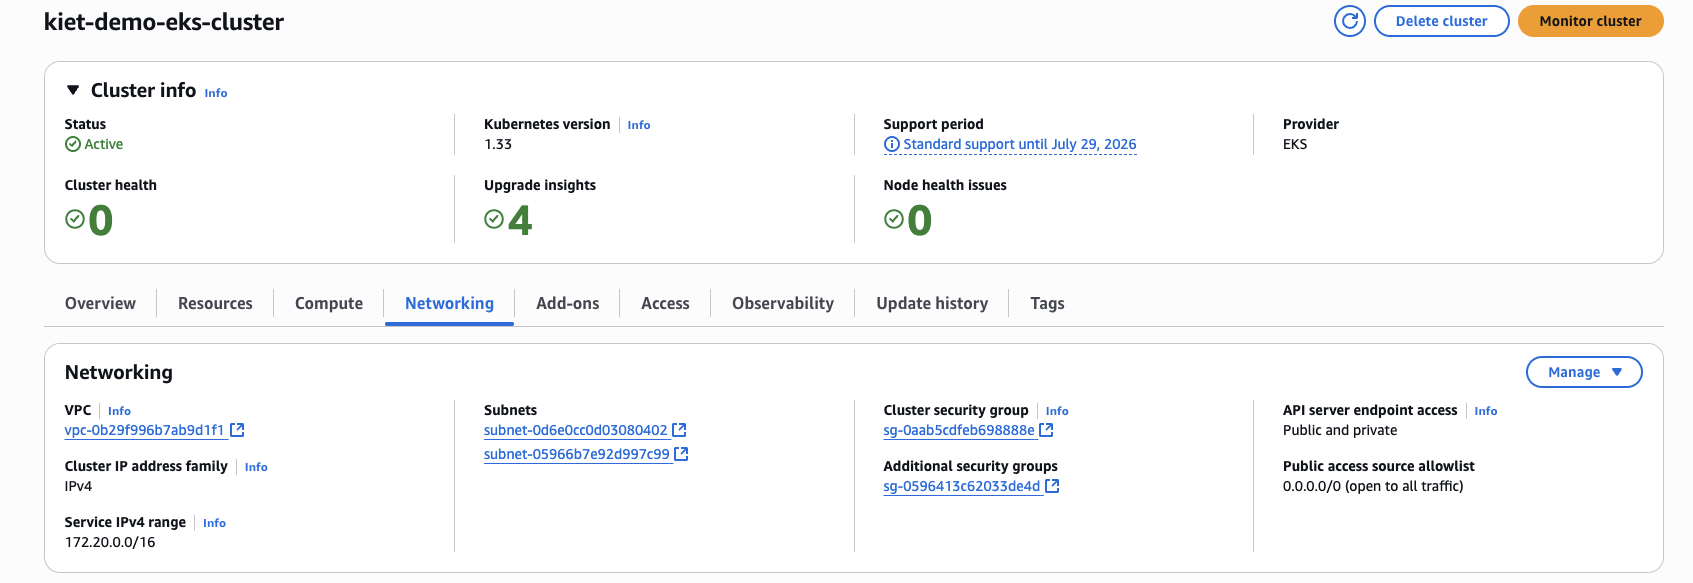 kiet-demo-eks-cluster
Delete cluster
Monitor cluster
Cluster info Info
Status
Active
Kubernetes version Info
1.33
Support period
Standard support until July 29, 2026
Provider
EKS
Cluster health
0
Upgrade insights
4
Node health issues
0
Overview Resources Compute Networking Add-ons Access Observability Update history Tags
Networking
Manage
VPC Info
vpc-0b29f996b7ab9d1f1
Cluster IP address family Info
IPv4
Service IPv4 range Info
172.20.0.0/16
Subnets
subnet-0d6e0cc0d03080402
subnet-05966b7e92d997c99
Cluster security group Info
sg-0aab5cdfeb698888e
Additional security groups
sg-0596413c62033de4d
API server endpoint access Info
Public and private
Public access source allowlist
0.0.0.0/0 (open to all traffic)